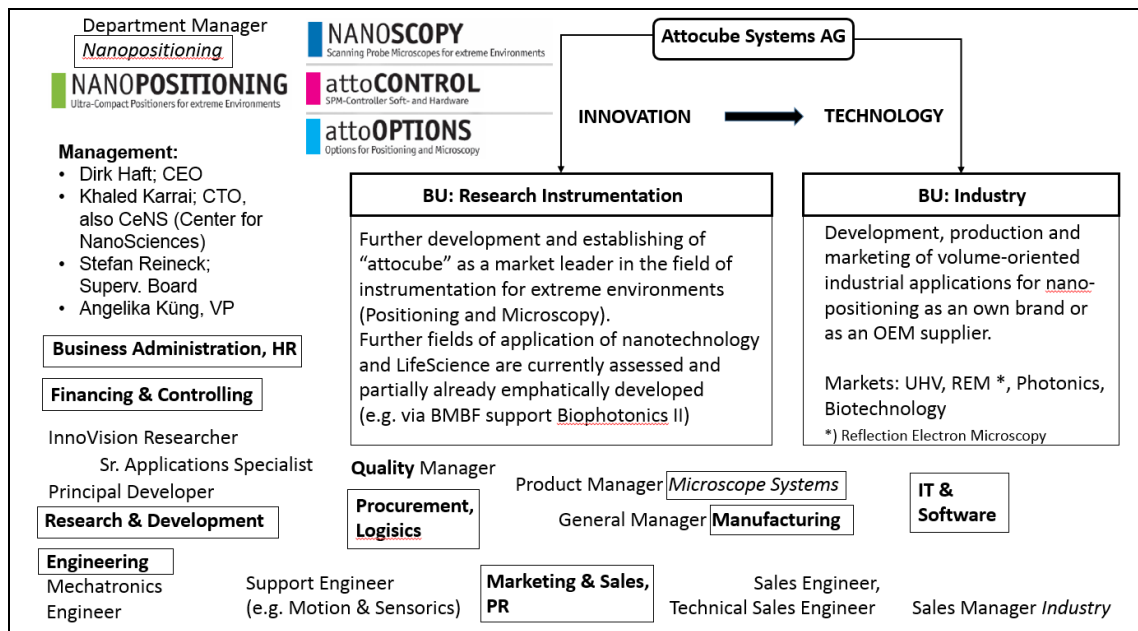 Department Manager
Nanopositioning
NANOPOSITIONING
Ultra-Compact Positioners for extreme Environments
NANOSCOPY
Scanning Probe Microscopes for extreme Environments
attoCONTROL
SPM-Controller Soft- and Hardware
attoOPTIONS
Options for Positioning and Microscopy
Attocube Systems AG
INNOVATION
TECHNOLOGY
Management:
• Dirk Haft; CEO
• Khaled Karrai; CTO,
also CeNS (Center for
NanoSciences)
• Stefan Reineck;
Superv. Board
• Angelika Küng, VP
BU: Research Instrumentation
Further development and establishing of
“attocube” as a market leader in the field of
instrumentation for extreme environments
(Positioning and Microscopy).
Further fields of application of nanotechnology
and LifeScience are currently assessed and
partially already emphatically developed
(e.g. via BMBF support Biophotonics II)
BU: Industry
Development, production and
marketing of volume-oriented
industrial applications for nano-
positioning as an own brand or
as an OEM supplier.
Markets: UHV, REM *, Photonics,
Biotechnology
*) Reflection Electron Microscopy
Business Administration, HR
Financing & Controlling
InnoVision Researcher
Sr. Applications Specialist
Principal Developer
Research & Development
Engineering
Mechatronics
Engineer
Quality Manager
Procurement,
Logisics
Product Manager Microscope Systems
General Manager Manufacturing
IT &
Software
Support Engineer
(e.g. Motion & Sensorics)
Marketing & Sales,
PR
Sales Engineer,
Technical Sales Engineer
Sales Manager Industry